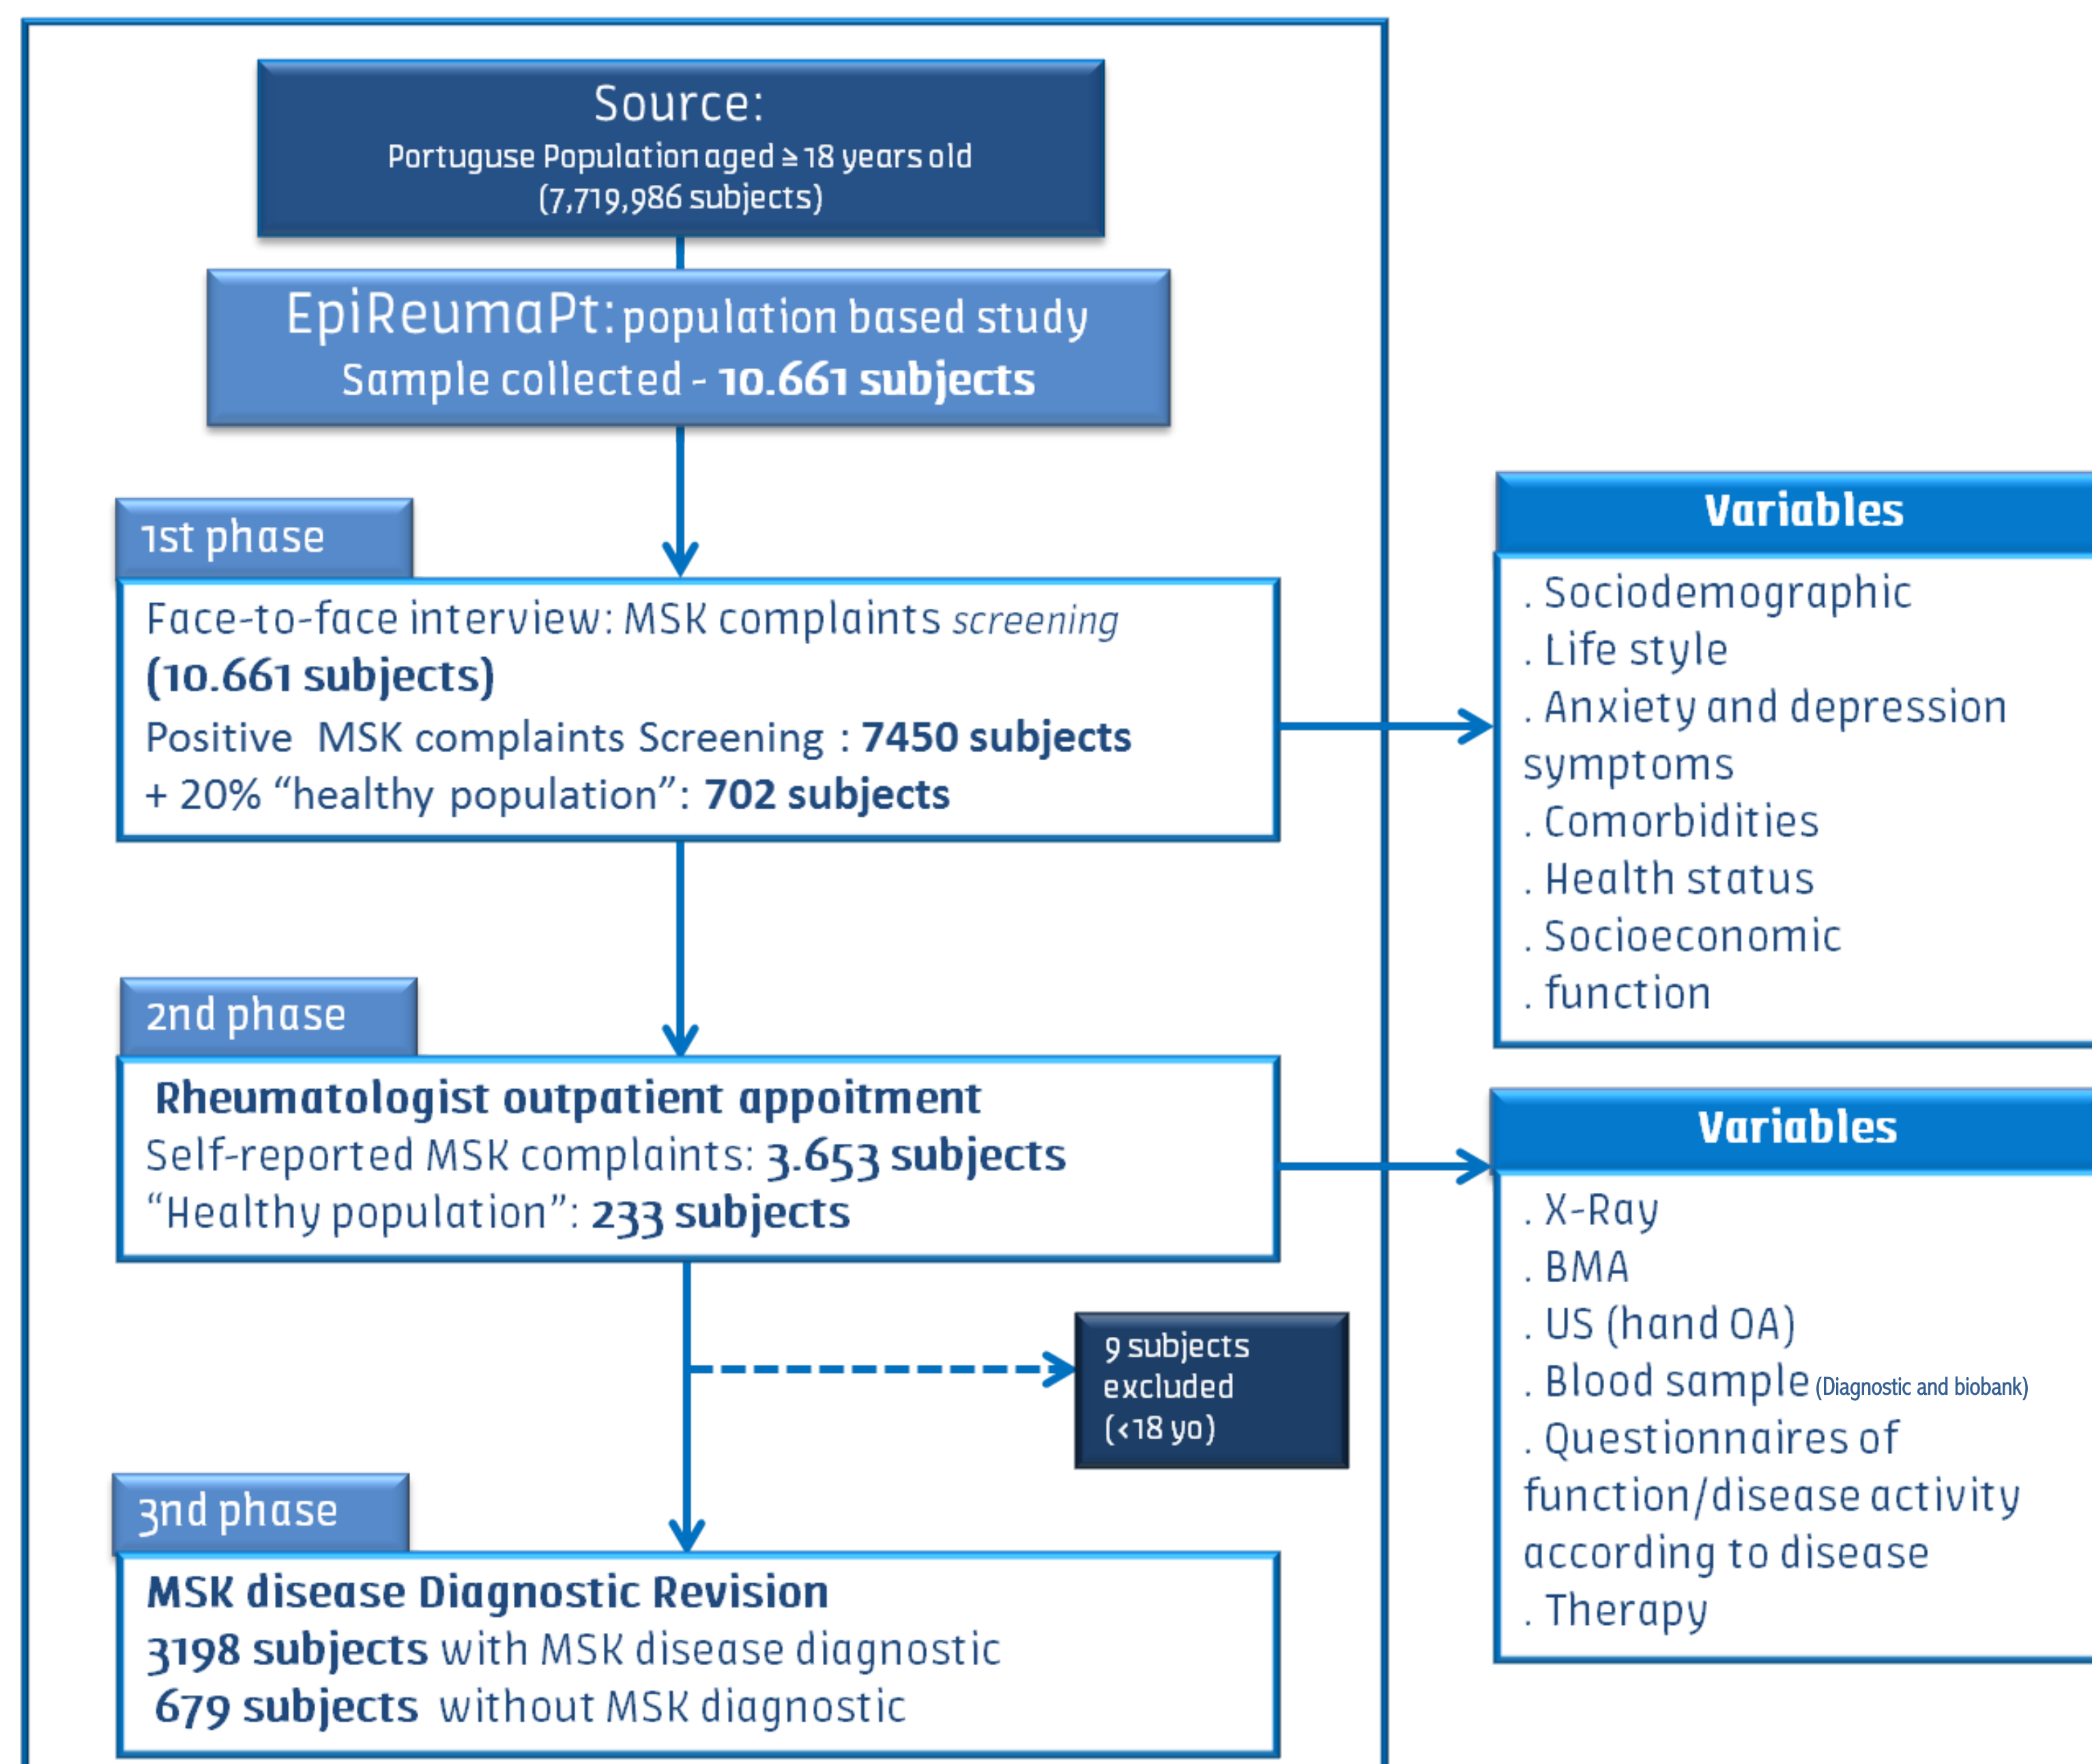 Source:
Portuguse Population aged ≥ 18 years old
(7,719,986 subjects)
EpiReumaPt: population based study
Sample collected - 10.661 subjects
1st phase
Face-to-face interview: MSK complaints screening
(10.661 subjects)
Positive MSK complaints Screening : 7450 subjects
+ 20% “healthy population”: 702 subjects
Variables
. Sociodemographic
. Life style
. Anxiety and depression
symptoms
. Comorbidities
. Health status
. Socioeconomic
. function
2nd phase
Rheumatologist outpatient appoitment
Self-reported MSK complaints: 3.653 subjects
“Healthy population”: 233 subjects
Variables
. X-Ray
. BMA
. US (hand OA)
. Blood sample (Diagnostic and biobank)
. Questionnaires of
function/disease activity
according to disease
. Therapy
9 subjects
excluded
(<18 yo)
3nd phase
MSK disease Diagnostic Revision
3198 subjects with MSK disease diagnostic
679 subjects without MSK diagnostic